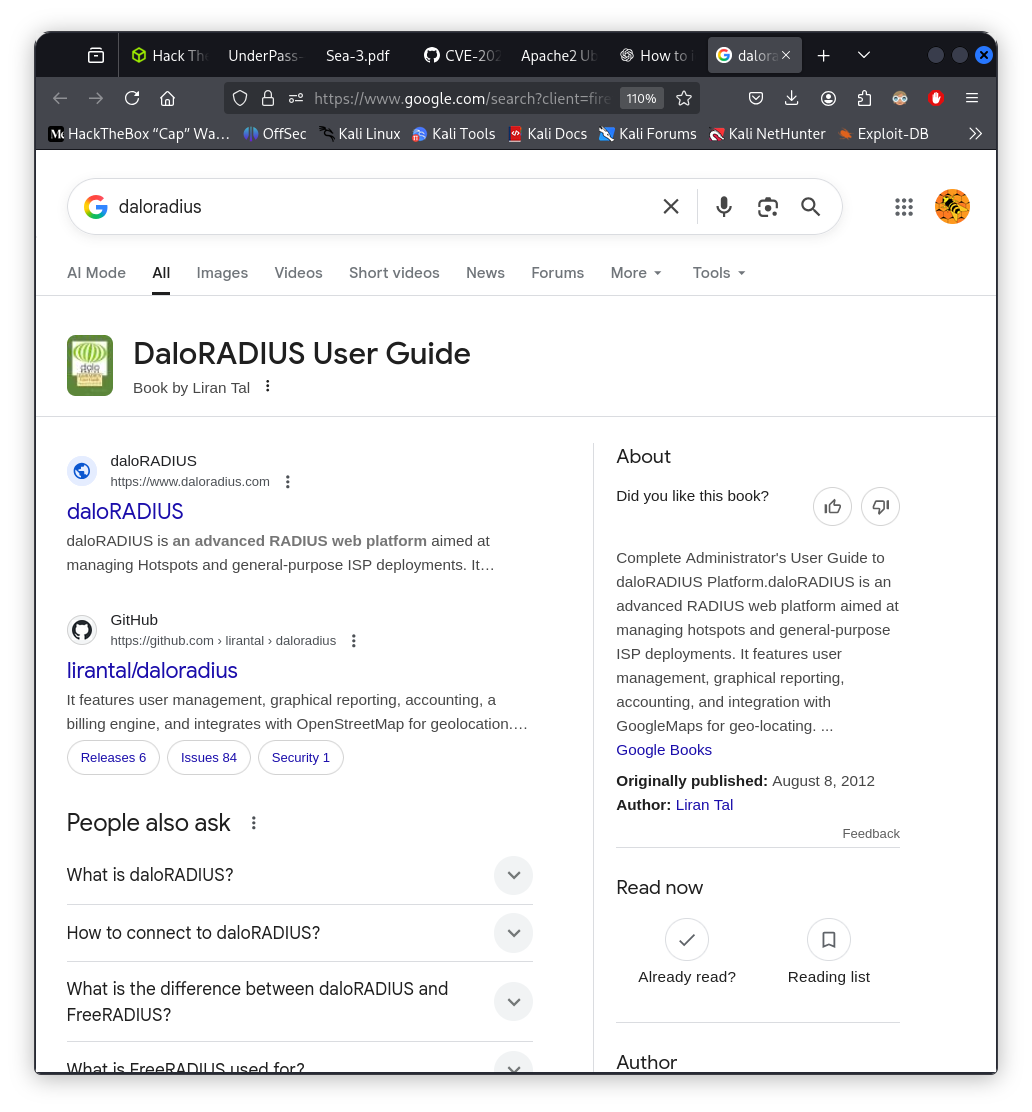 Hack The
UnderPass-
Sea-3.pdf
CVE-202
Apache2 Ub
How to i
dalora
https://www.google.com/search?client=fire
110%
HackTheBox “Cap” Wa…
OffSec
Kali Linux
Kali Tools
Kali Docs
Kali Forums
Kali NetHunter
Exploit-DB
daloradius
AI Mode
All
Images
Videos
Short videos
News
Forums
More
Tools
DaloRADIUS User Guide
Book by Liran Tal
daloRADIUS
https://www.daloradius.com
daloRADIUS
daloRADIUS is an advanced RADIUS web platform aimed at
managing Hotspots and general-purpose ISP deployments. It…
GitHub
https://github.com › lirantal › daloradius
lirantal/daloradius
It features user management, graphical reporting, accounting, a
billing engine, and integrates with OpenStreetMap for geolocation.…
Releases 6
Issues 84
Security 1
People also ask
What is daloRADIUS?
How to connect to daloRADIUS?
What is the difference between daloRADIUS and
FreeRADIUS?
What is FreeRADIUS used for?
About
Did you like this book?
Complete Administrator's User Guide to
daloRADIUS Platform.daloRADIUS is an
advanced RADIUS web platform aimed at
managing hotspots and general-purpose
ISP deployments. It features user
management, graphical reporting,
accounting, and integration with
GoogleMaps for geo-locating. ...
Google Books
Originally published: August 8, 2012
Author: Liran Tal
Feedback
Read now
Already read?
Reading list
Author